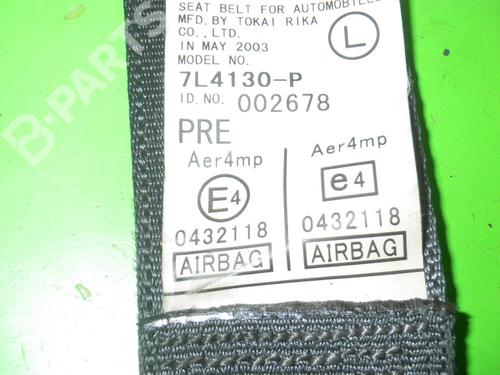 SEAT BELT FOR AUTOMOBILES
MFD. BY TOKAI RIKA
CO., LTD.
IN MAY 2003
MODEL NO.
7L4130-P
ID. NO. 002678
L
PRE
Aer4mp
E4
0432118
AIRBAG
Aer4mp
e4
0432118
AIRBAG
B-PARTS